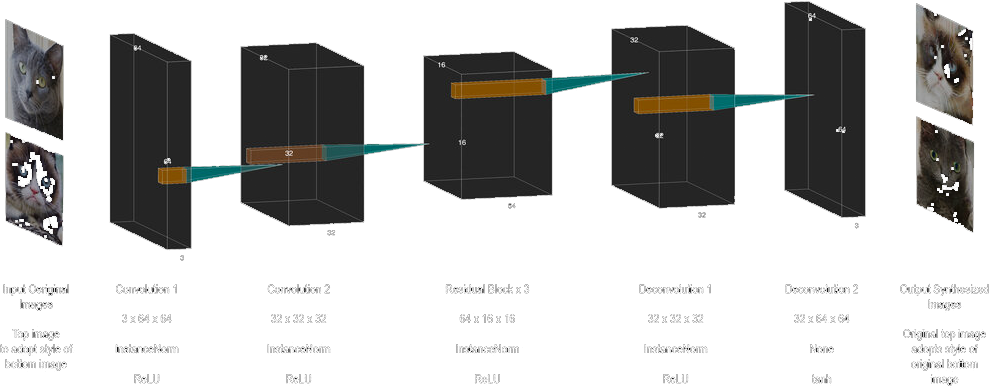 64
64
3
32
32
32
16
16
64
32
32
32
64
64
3
Input Original
Images
Top image
to adopt style of
bottom image
Convolution 1
3 x 64 x 64
InstanceNorm
ReLU
Convolution 2
32 x 32 x 32
InstanceNorm
ReLU
Residual Block x 3
64 x 16 x 16
InstanceNorm
ReLU
Deconvolution 1
32 x 32 x 32
InstanceNorm
ReLU
Deconvolution 2
32 x 64 x 64
None
tanh
Output Synthesized
Images
Original top image
adopts style of
original bottom
image